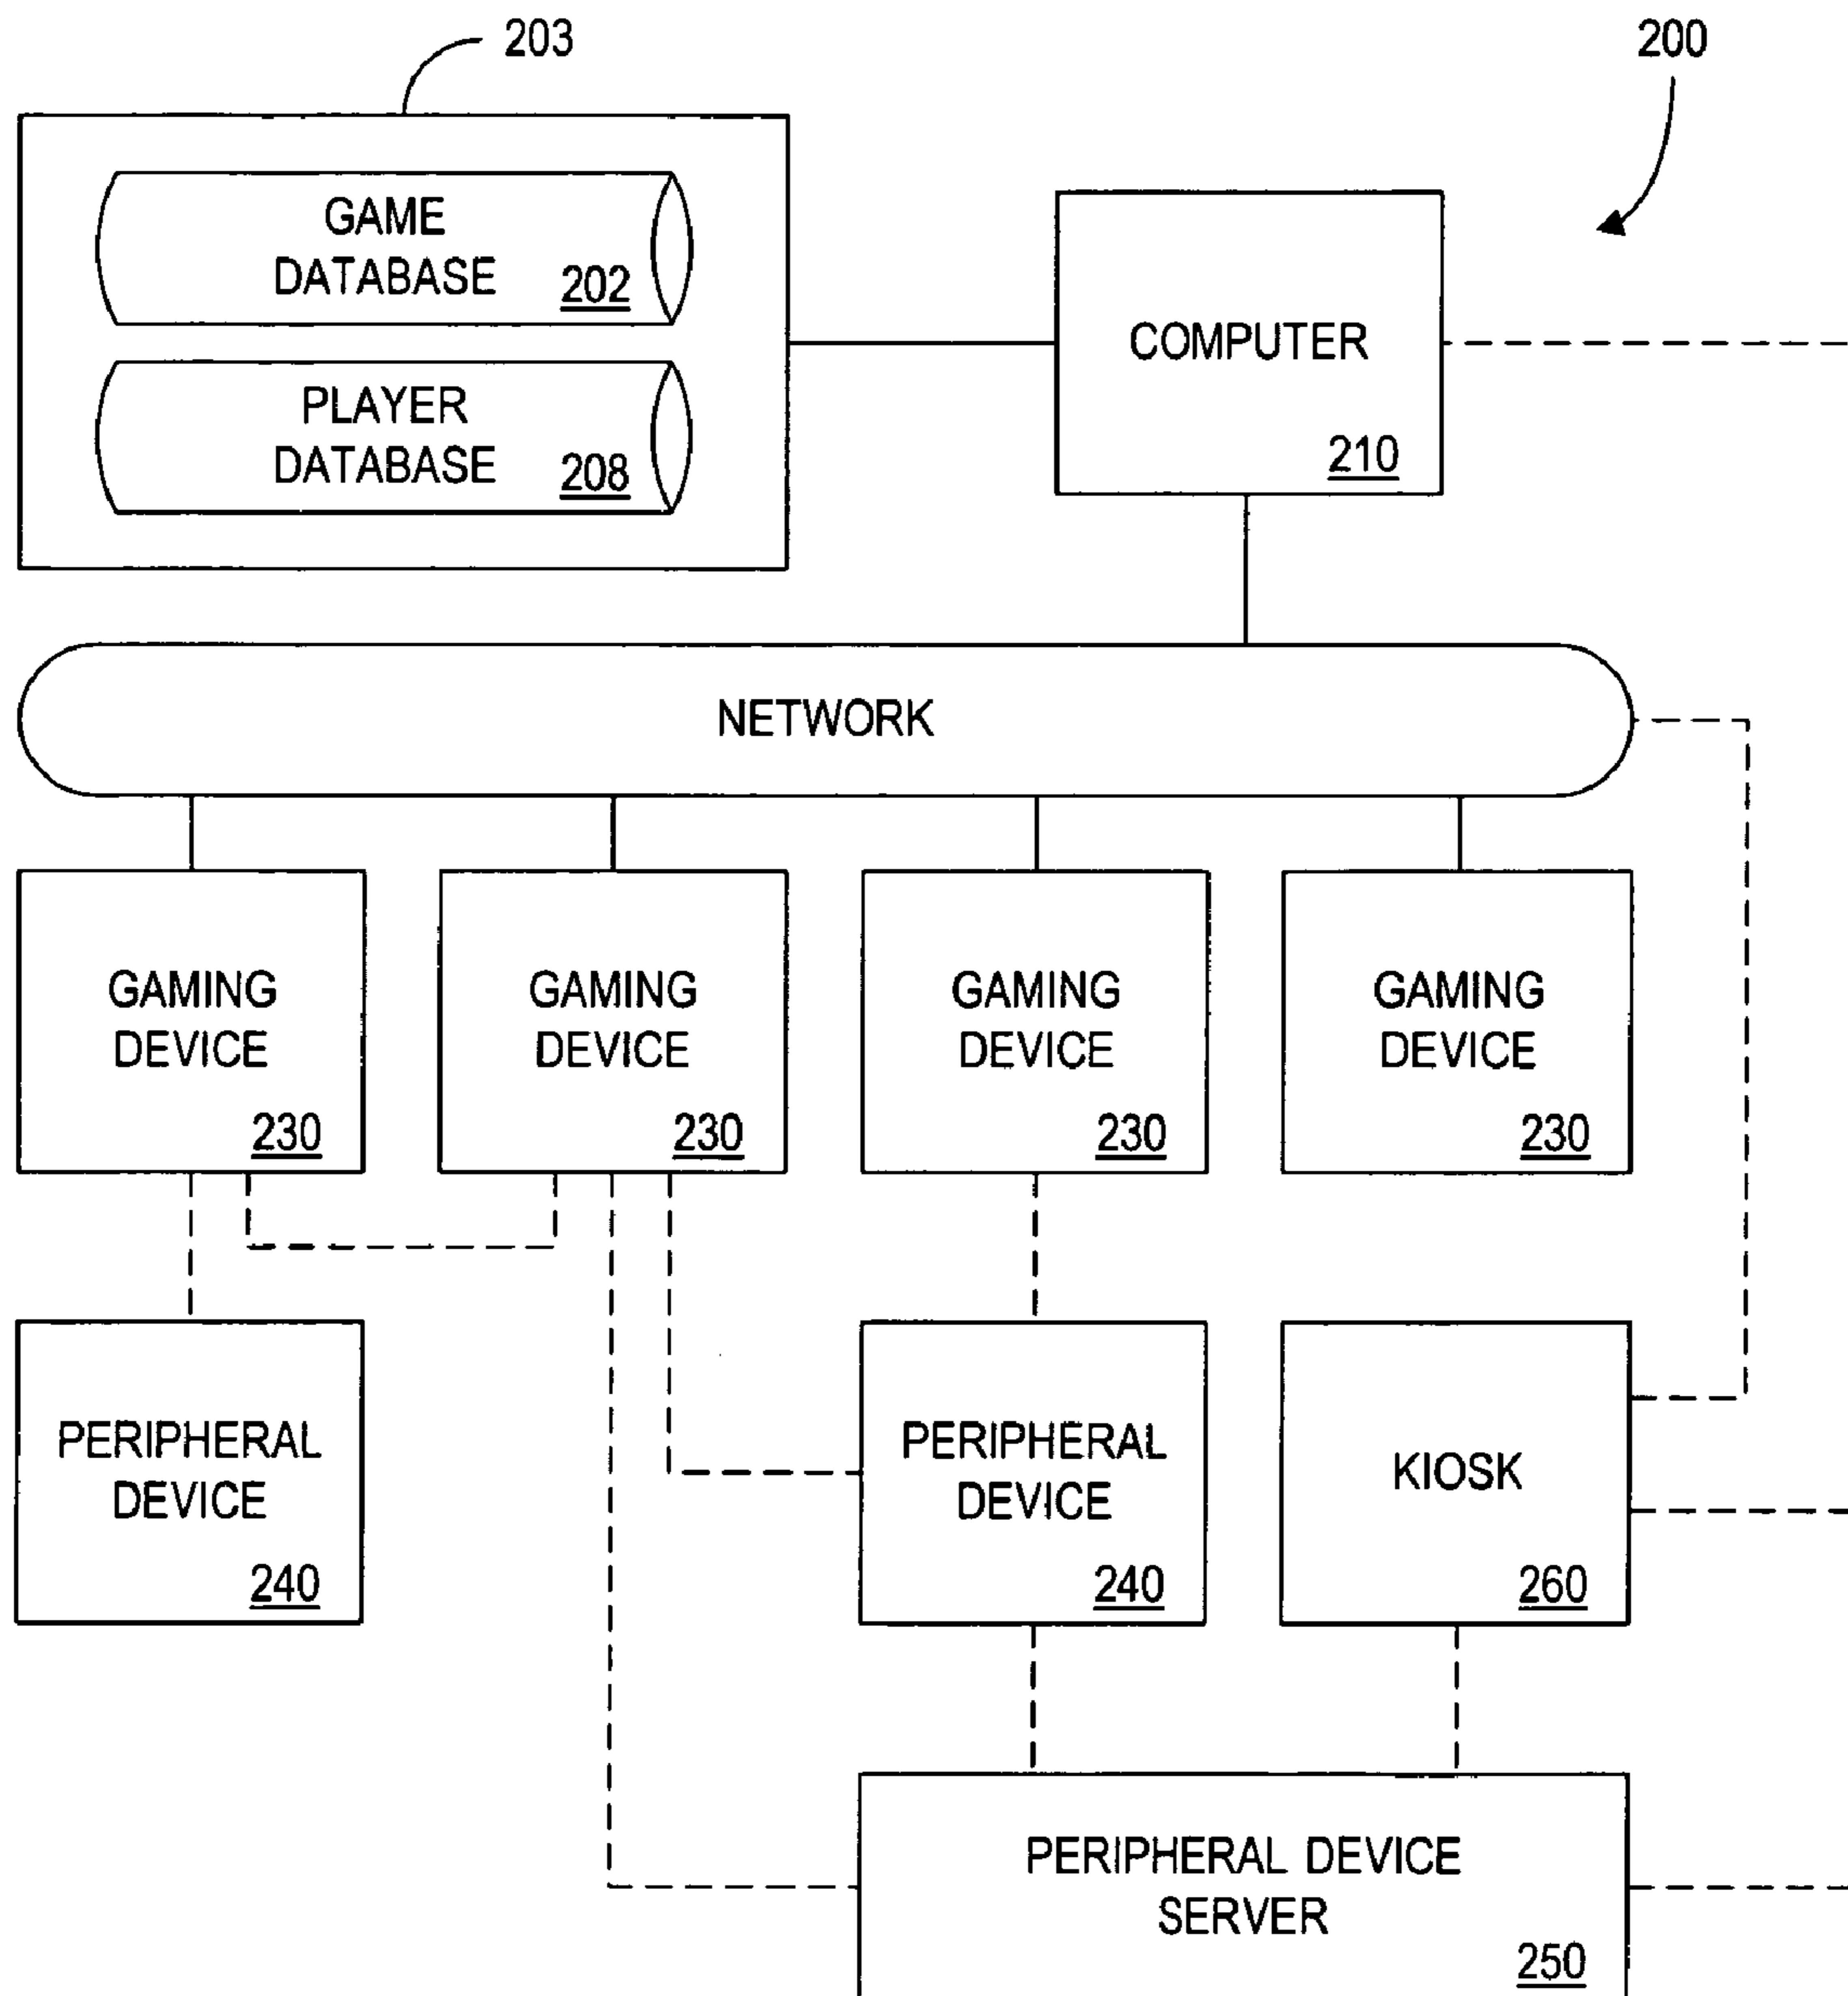 203
200
GAME
DATABASE 202
PLAYER
DATABASE 208
COMPUTER
210
NETWORK
GAMING
DEVICE
230
GAMING
DEVICE
230
GAMING
DEVICE
230
GAMING
DEVICE
230
PERIPHERAL
DEVICE
240
PERIPHERAL
DEVICE
240
KIOSK
260
PERIPHERAL DEVICE
SERVER
250